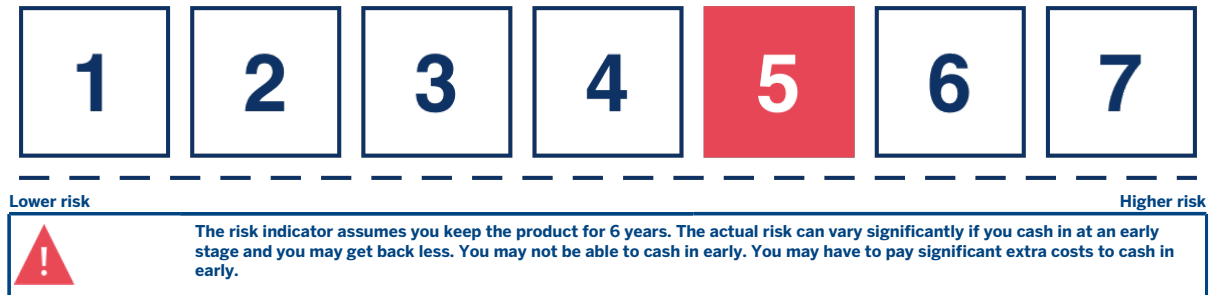 1 2 3 4 5 6 7
Lower risk Higher risk
! The risk indicator assumes you keep the product for 6 years. The actual risk can vary significantly if you cash in at an early
stage and you may get back less. You may not be able to cash in early. You may have to pay significant extra costs to cash in
early.